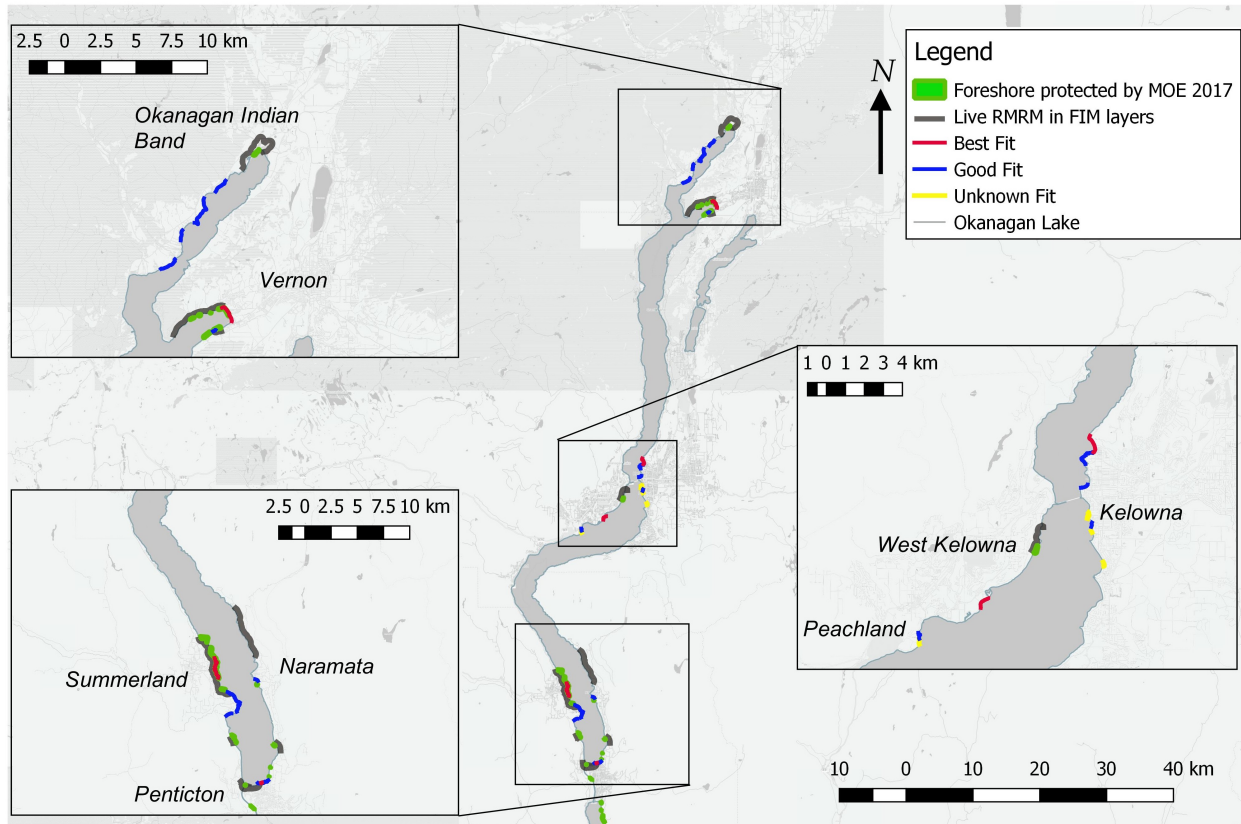 2.5 0 2.5 5 7.5 10 km
Okanagan Indian
Band
Vernon
N
Legend
Foreshore protected by MOE 2017
Live RMRM in FIM layers
Best Fit
Good Fit
Unknown Fit
Okanagan Lake
1 0 1 2 3 4 km
Kelowna
West Kelowna
Peachland
2.5 0 2.5 5 7.5 10 km
Summerland
Naramata
Penticton
10 0 10 20 30 40 km